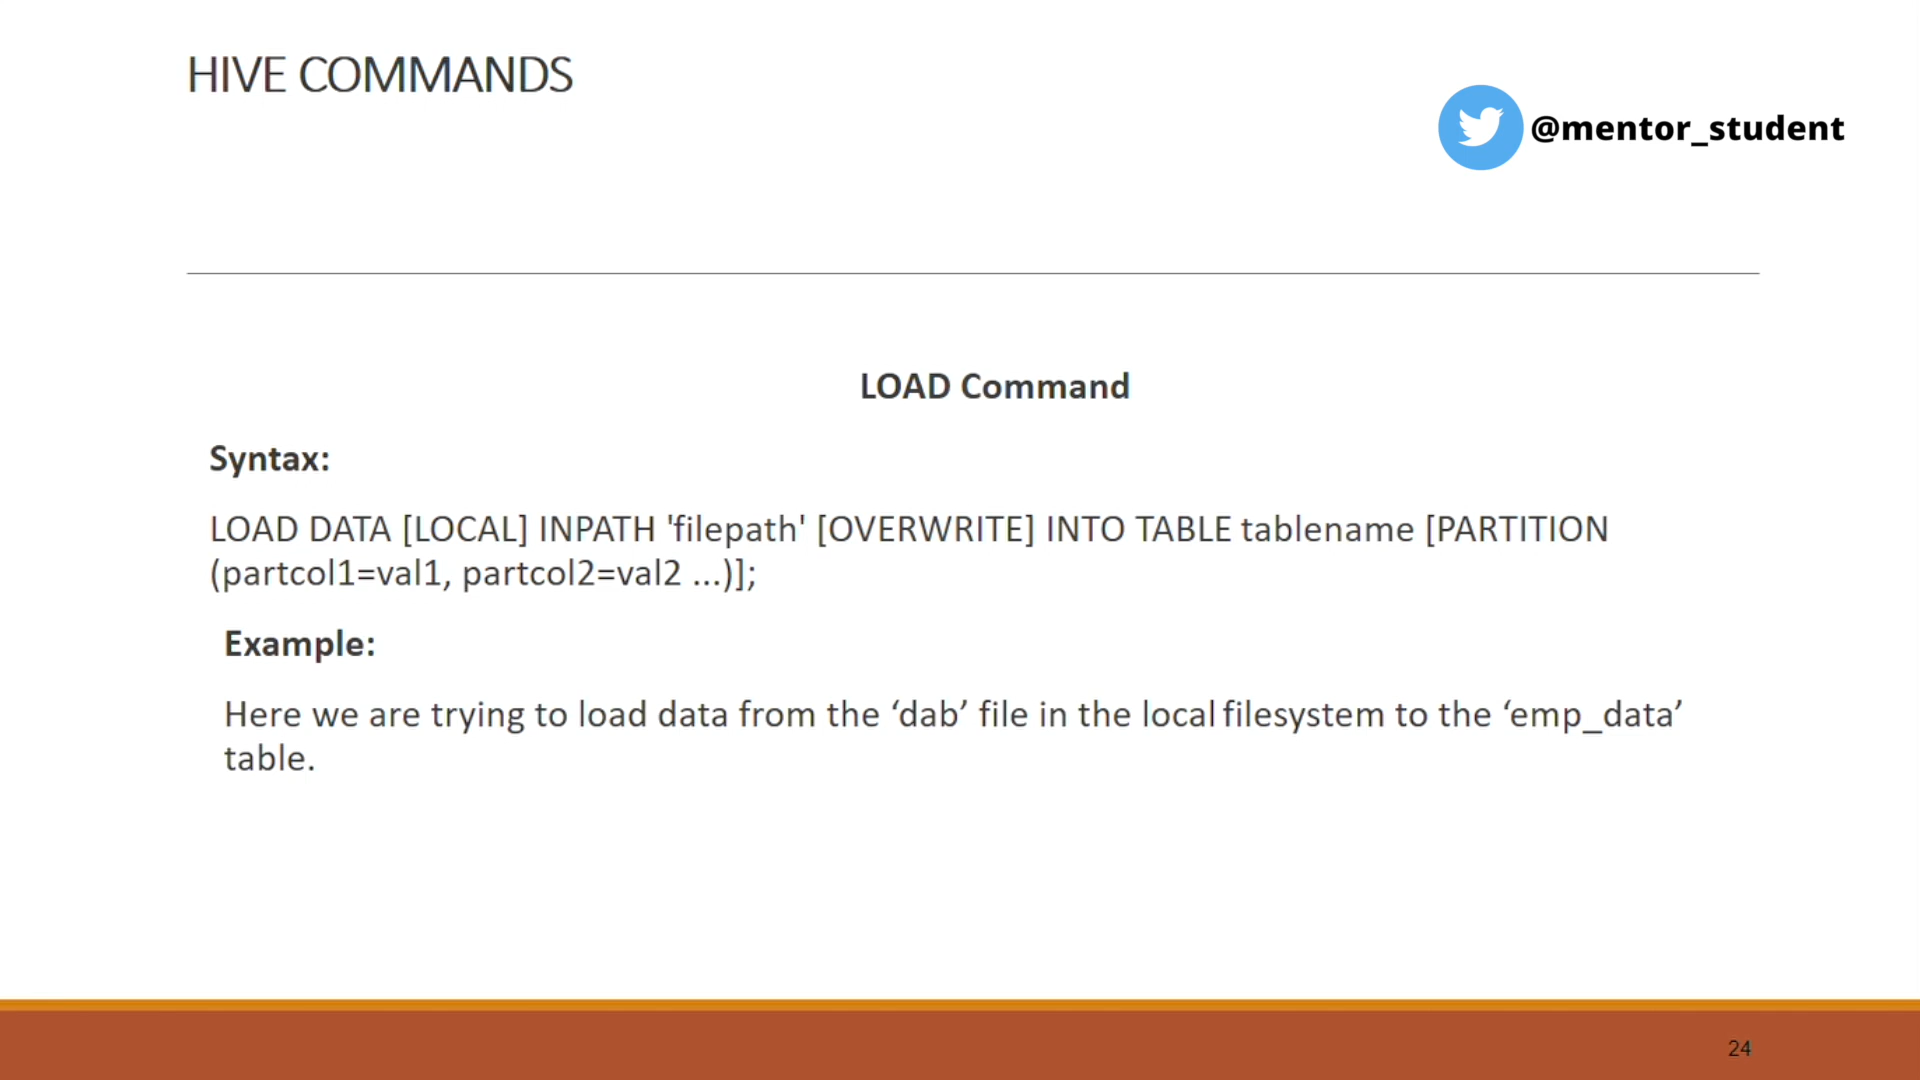 HIVE COMMANDS
@mentor_student
LOAD Command
Syntax:
LOAD DATA [LOCAL] INPATH 'filepath' [OVERWRITE] INTO TABLE tablename [PARTITION
(partcol1=val1, partcol2=val2 ...)];
Example:
Here we are trying to load data from the ‘dab’ file in the local filesystem to the ‘emp_data’
table.
24